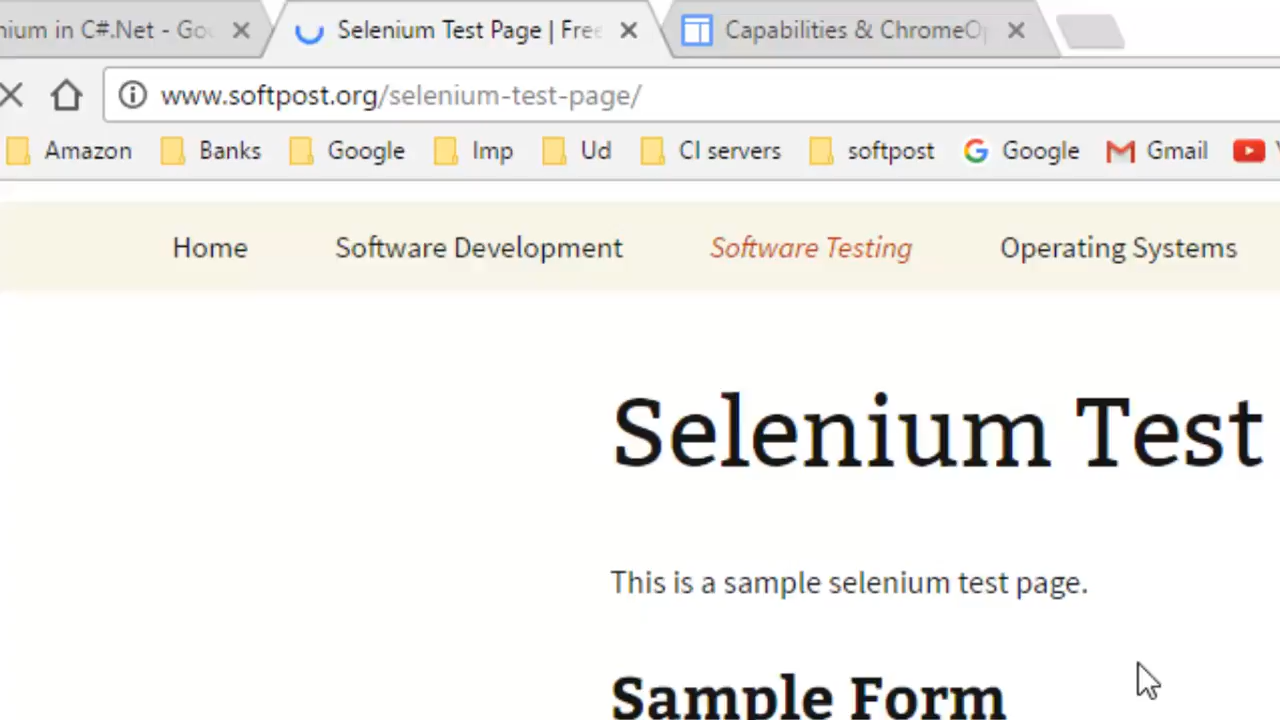 nium in C#.Net - Go
Selenium Test Page | Free
Capabilities & ChromeO
www.softpost.org/selenium-test-page/
Amazon Banks Google Imp Ud CI servers softpost Google Gmail
Home Software Development Software Testing Operating Systems
Selenium Test
This is a sample selenium test page.
Sample Form